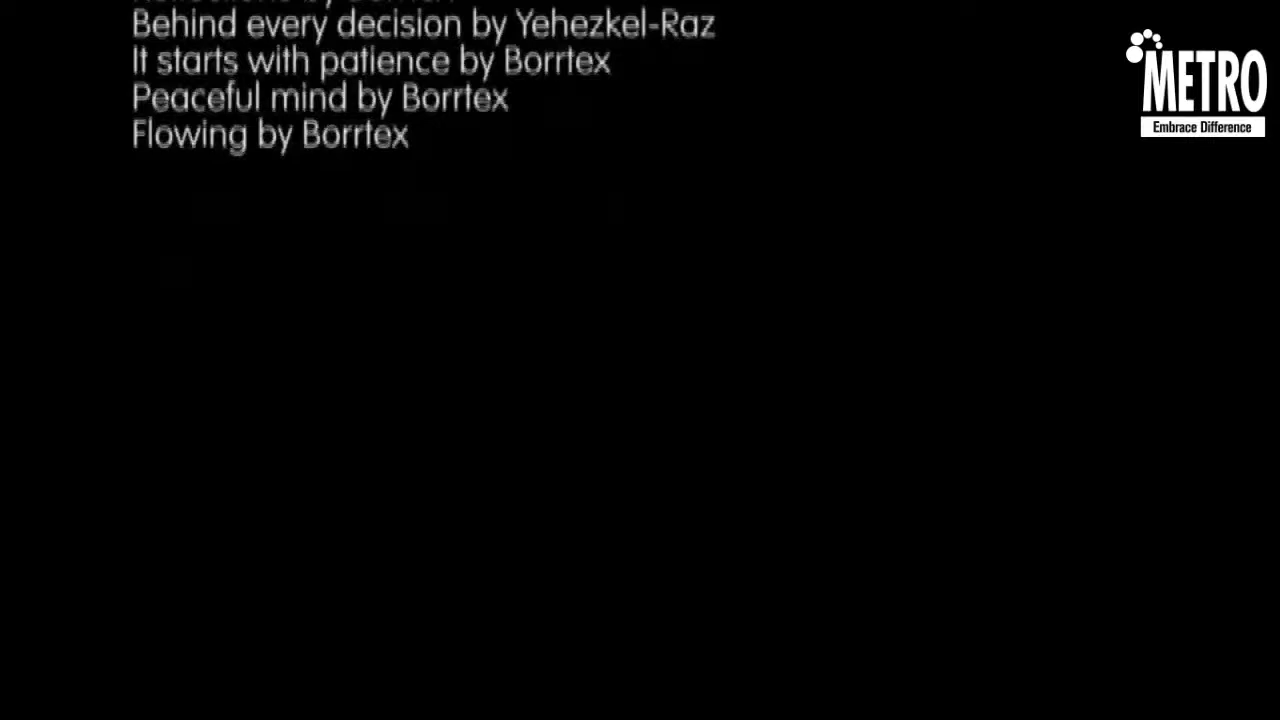 Behind every decision by Yehezkel-Raz
It starts with patience by Borrtex
Peaceful mind by Borrtex
Flowing by Borrtex
METRO
Embrace Difference